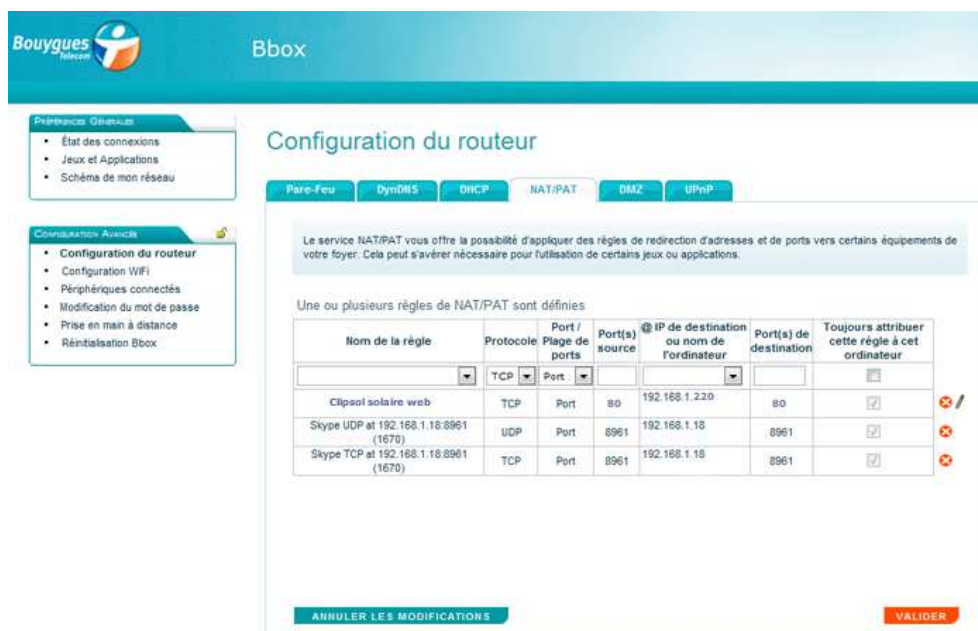 Bouygues
Telecom
Bbox
PRÉFÉRENCES GÉNÉRALES
État des connexions
Jeux et Applications
Schéma de mon réseau
CONFIGURATION AVANCÉE
Configuration du routeur
Configuration WiFi
Périphériques connectés
Modification du mot de passe
Prise en main à distance
Réinitialisation Bbox
Configuration du routeur
Pare-Feu DynDNS DHCP NAT/PAT DMZ UPnP
Le service NAT/PAT vous offre la possibilité d'appliquer des règles de redirection d'adresses et de ports vers certains équipements de
votre foyer. Cela peut s'avérer nécessaire pour l'utilisation de certains jeux ou applications.
Une ou plusieurs règles de NAT/PAT sont définies
Nom de la règle Protocole Port / Plage de ports Port(s) source @ IP de destination ou nom de l'ordinateur Port(s) de destination Toujours attribuer cette règle à cet ordinateur
TCP Port
Clipsol solaire web TCP Port 80 192.168.1.220 80
Skype UDP at 192.168.1.18:8961 (1670) UDP Port 8961 192.168.1.18 8961
Skype TCP at 192.168.1.18:8961 (1670) TCP Port 8961 192.168.1.18 8961
ANNULER LES MODIFICATIONS VALIDER